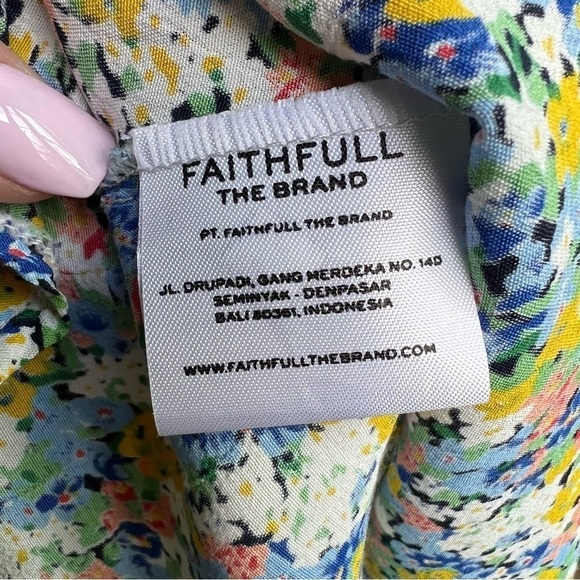 FAITHFULL
THE BRAND
PT. FAITHFULL THE BRAND
JL. DRUPADI, GANG MERDEKA NO. 14D
SEMINYAK - DENPASAR
BALI 80361, INDONESIA
WWW.FAITHFULLTHEBRAND.COM